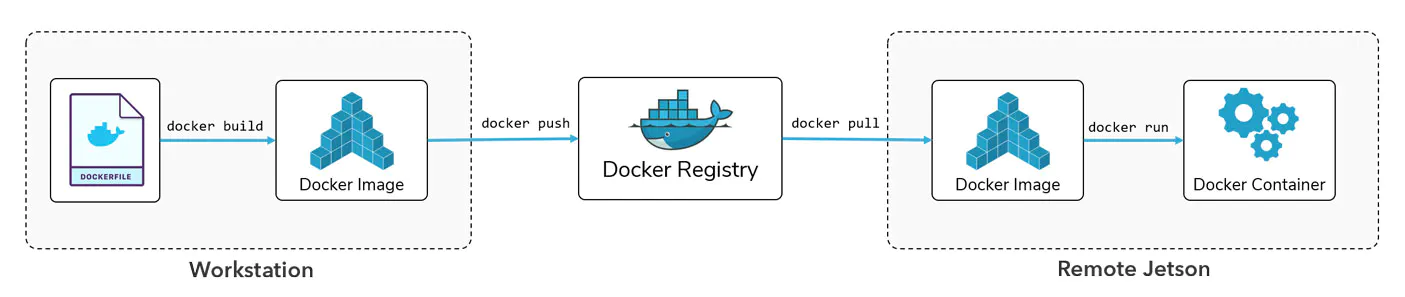 docker build
docker push
docker pull
docker run
DOCKERFILE
Docker Image
Docker Registry
Docker Image
Docker Container
Workstation
Remote Jetson